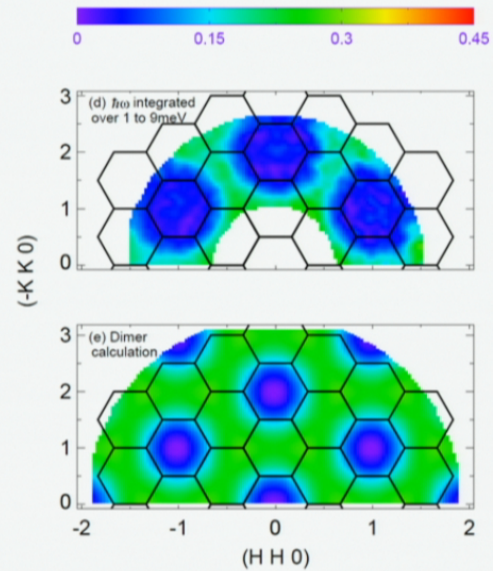 0 0.15 0.3 0.45
3
(d) ħω integrated
over 1 to 9meV
2
1
0
(-K K 0)
3
(e) Dimer
calculation
2
1
0
-2 -1 0 1 2
(H H 0)